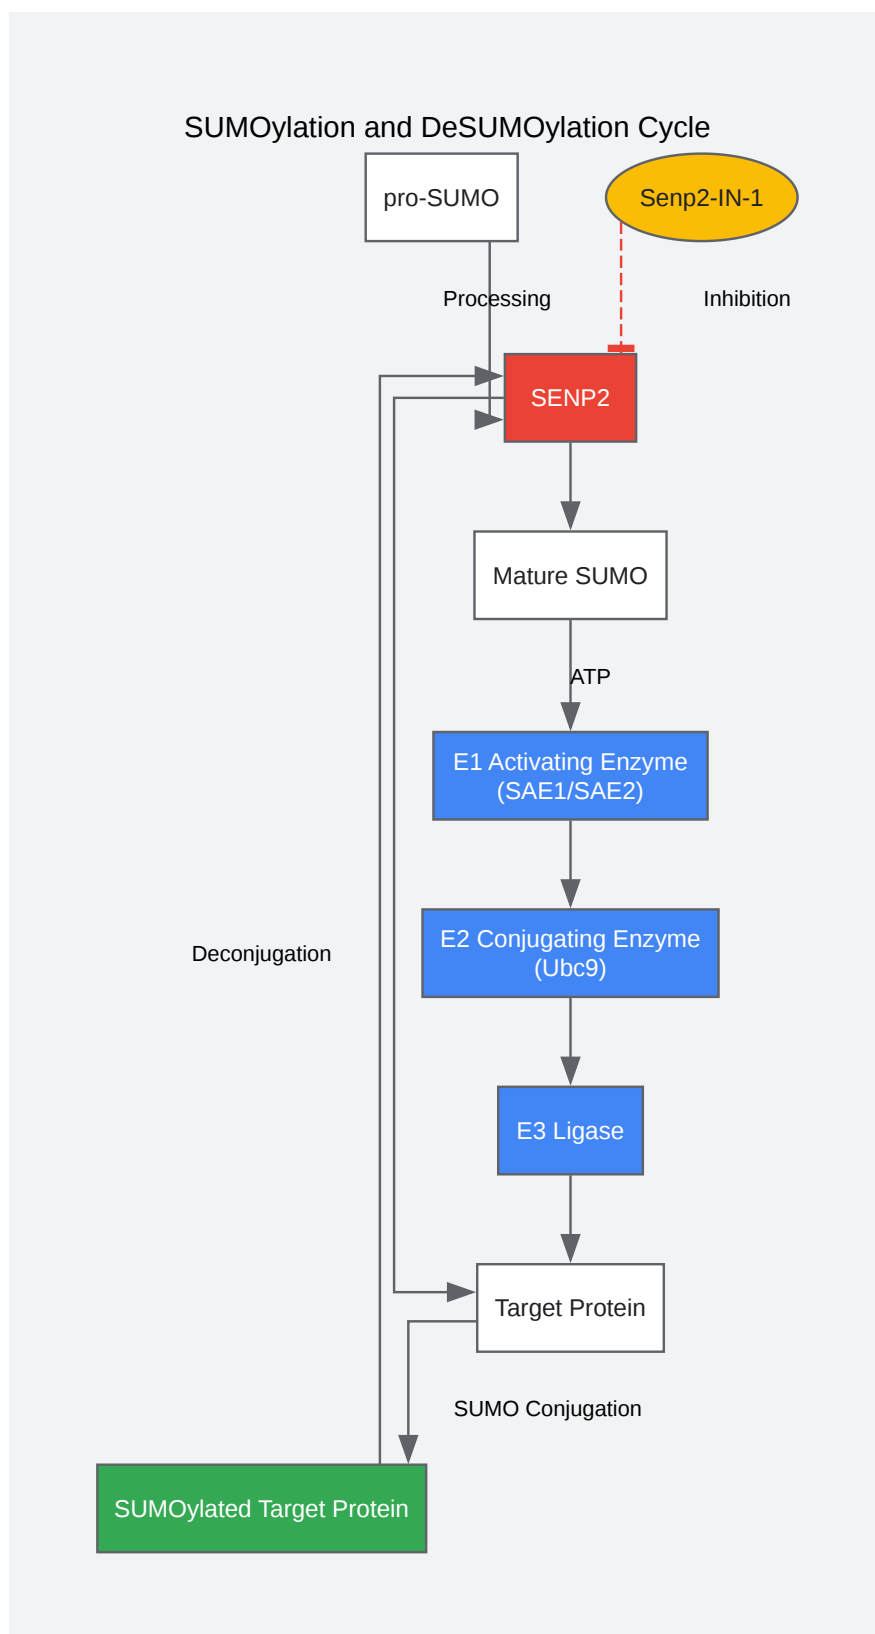 SUMOylation and DeSUMOylation Cycle
pro-SUMO
Senp2-IN-1
Processing
Inhibition
SENP2
Mature SUMO
ATP
E1 Activating Enzyme
(SAE1/SAE2)
E2 Conjugating Enzyme
(Ubc9)
Deconjugation
E3 Ligase
Target Protein
SUMO Conjugation
SUMOylated Target Protein